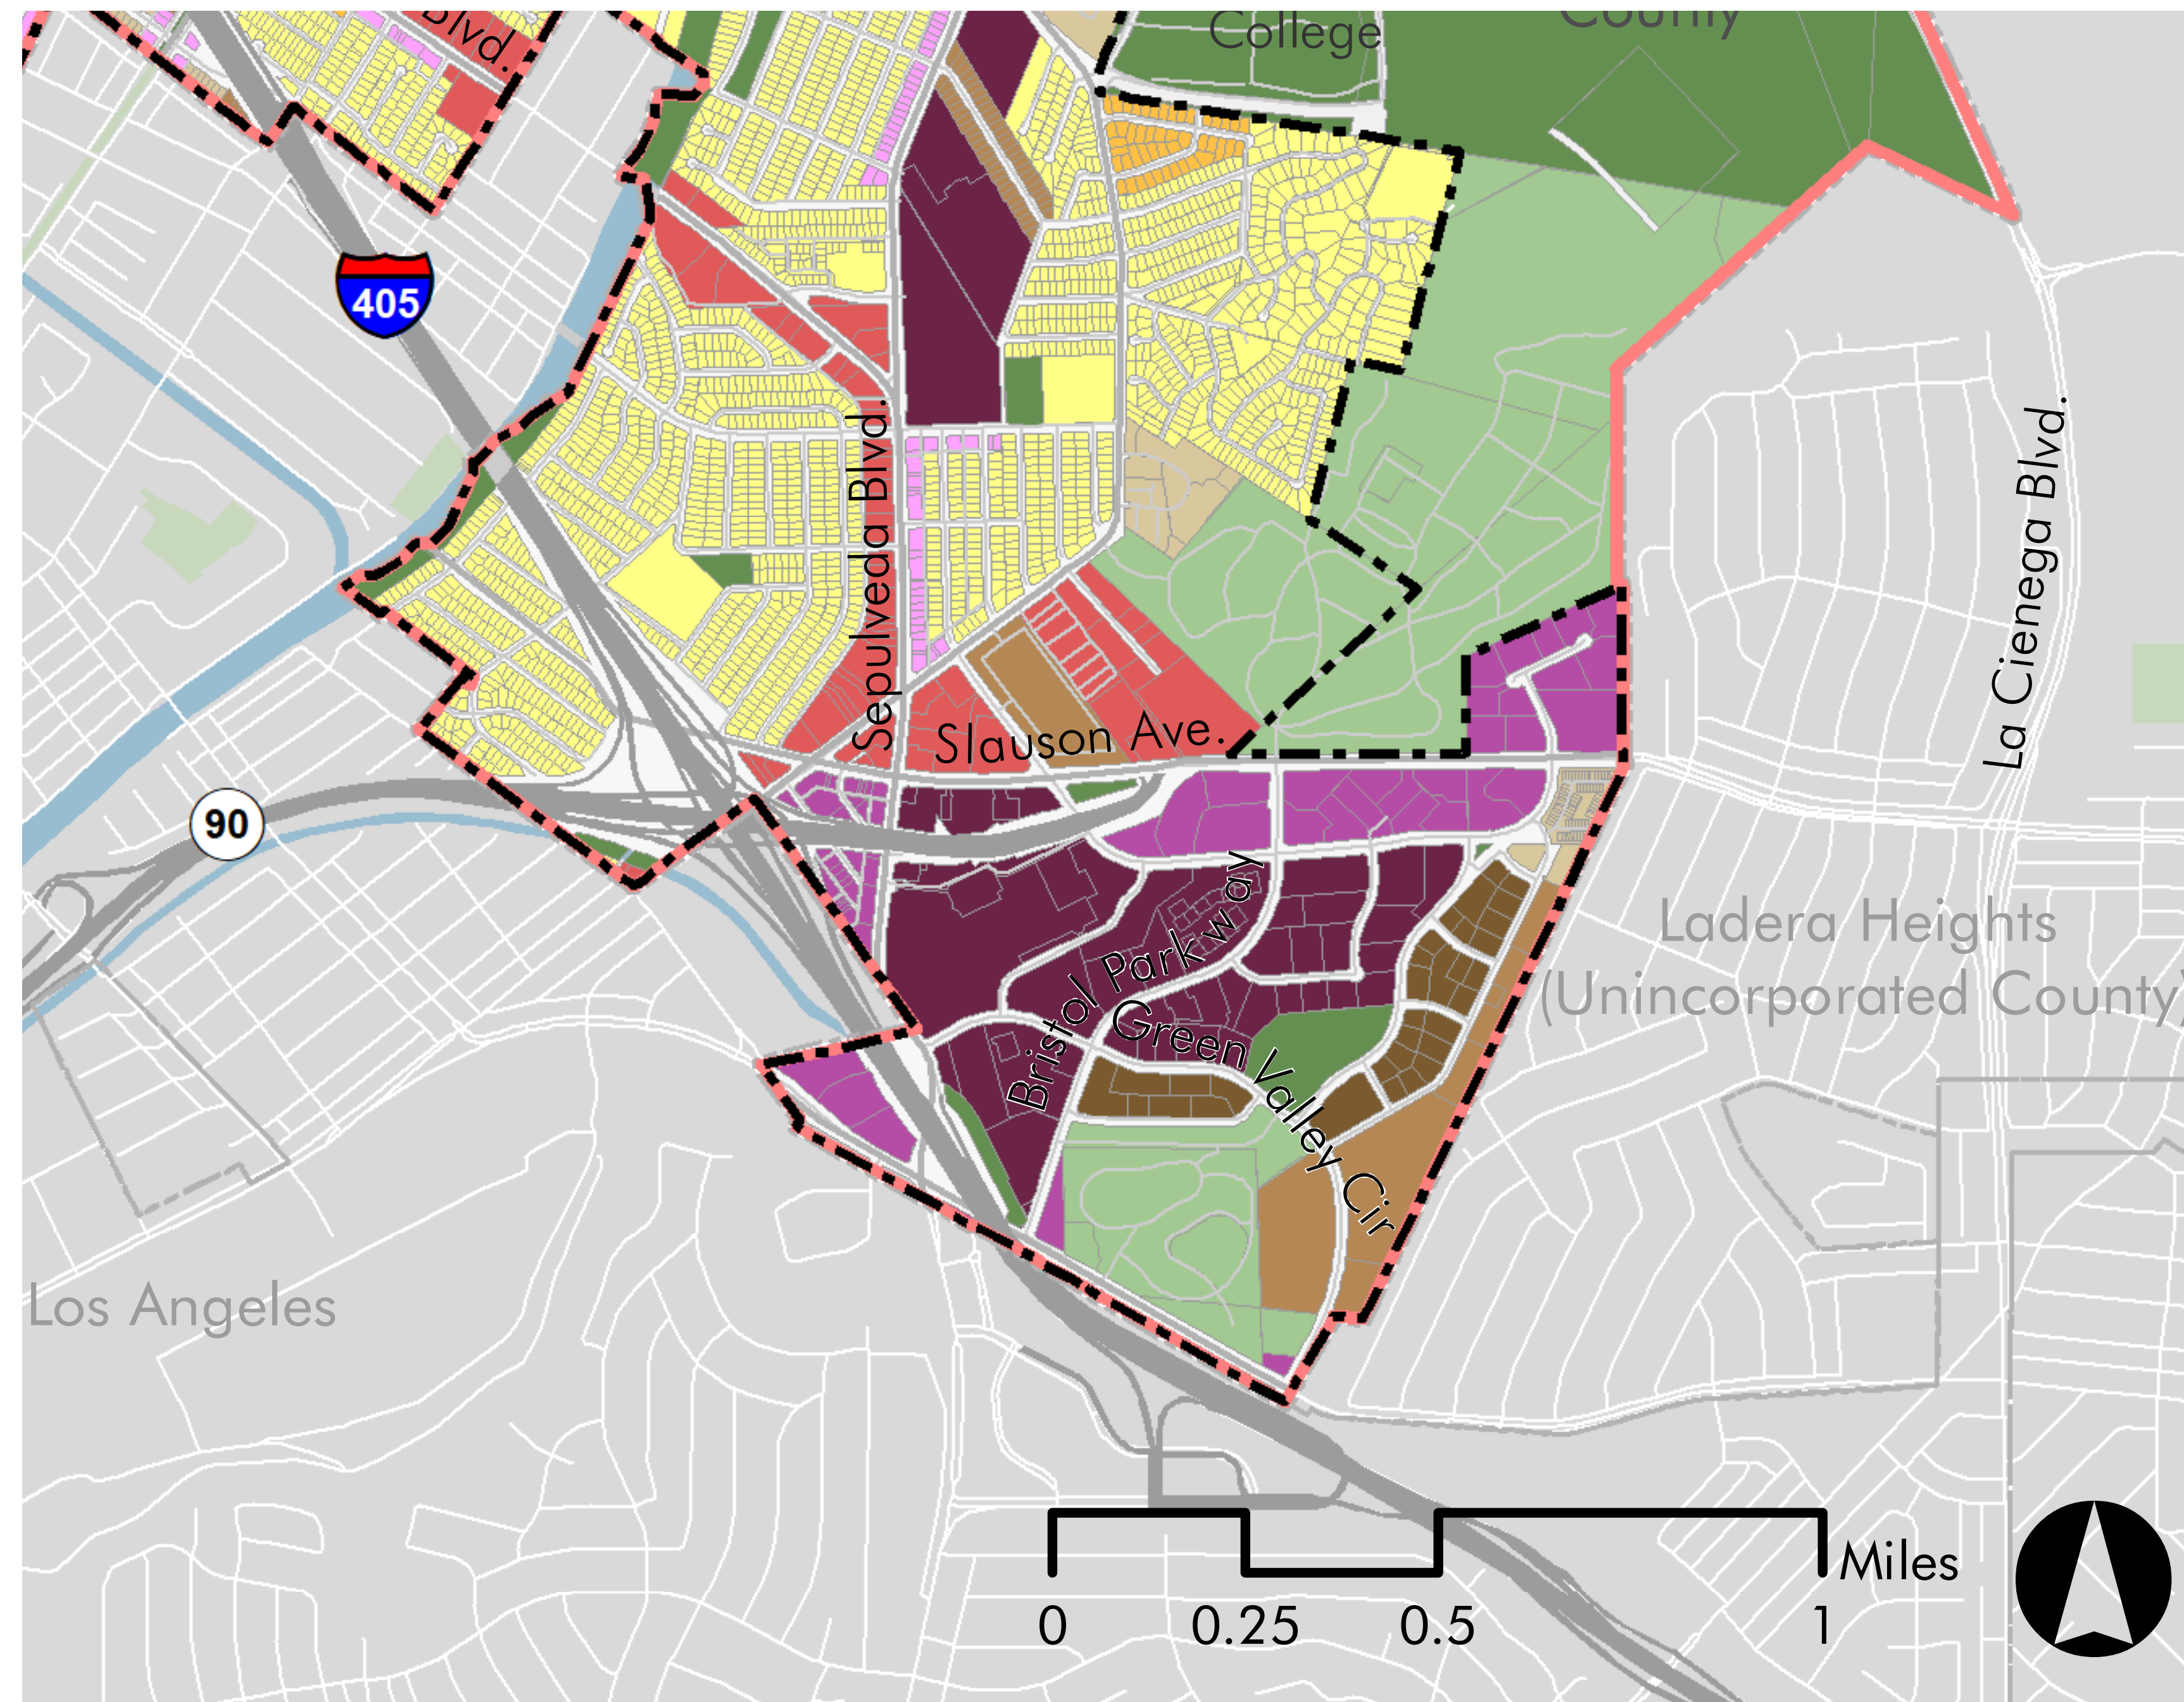 Blvd.
College
County
405
Sepulveda Blvd.
La Cienega Blvd.
Slauson Ave.
90
Bristol Parkway
Green Valley Cir
Ladera Heights
(Unincorporated County)
Los Angeles
Miles
0 0.25 0.5 1